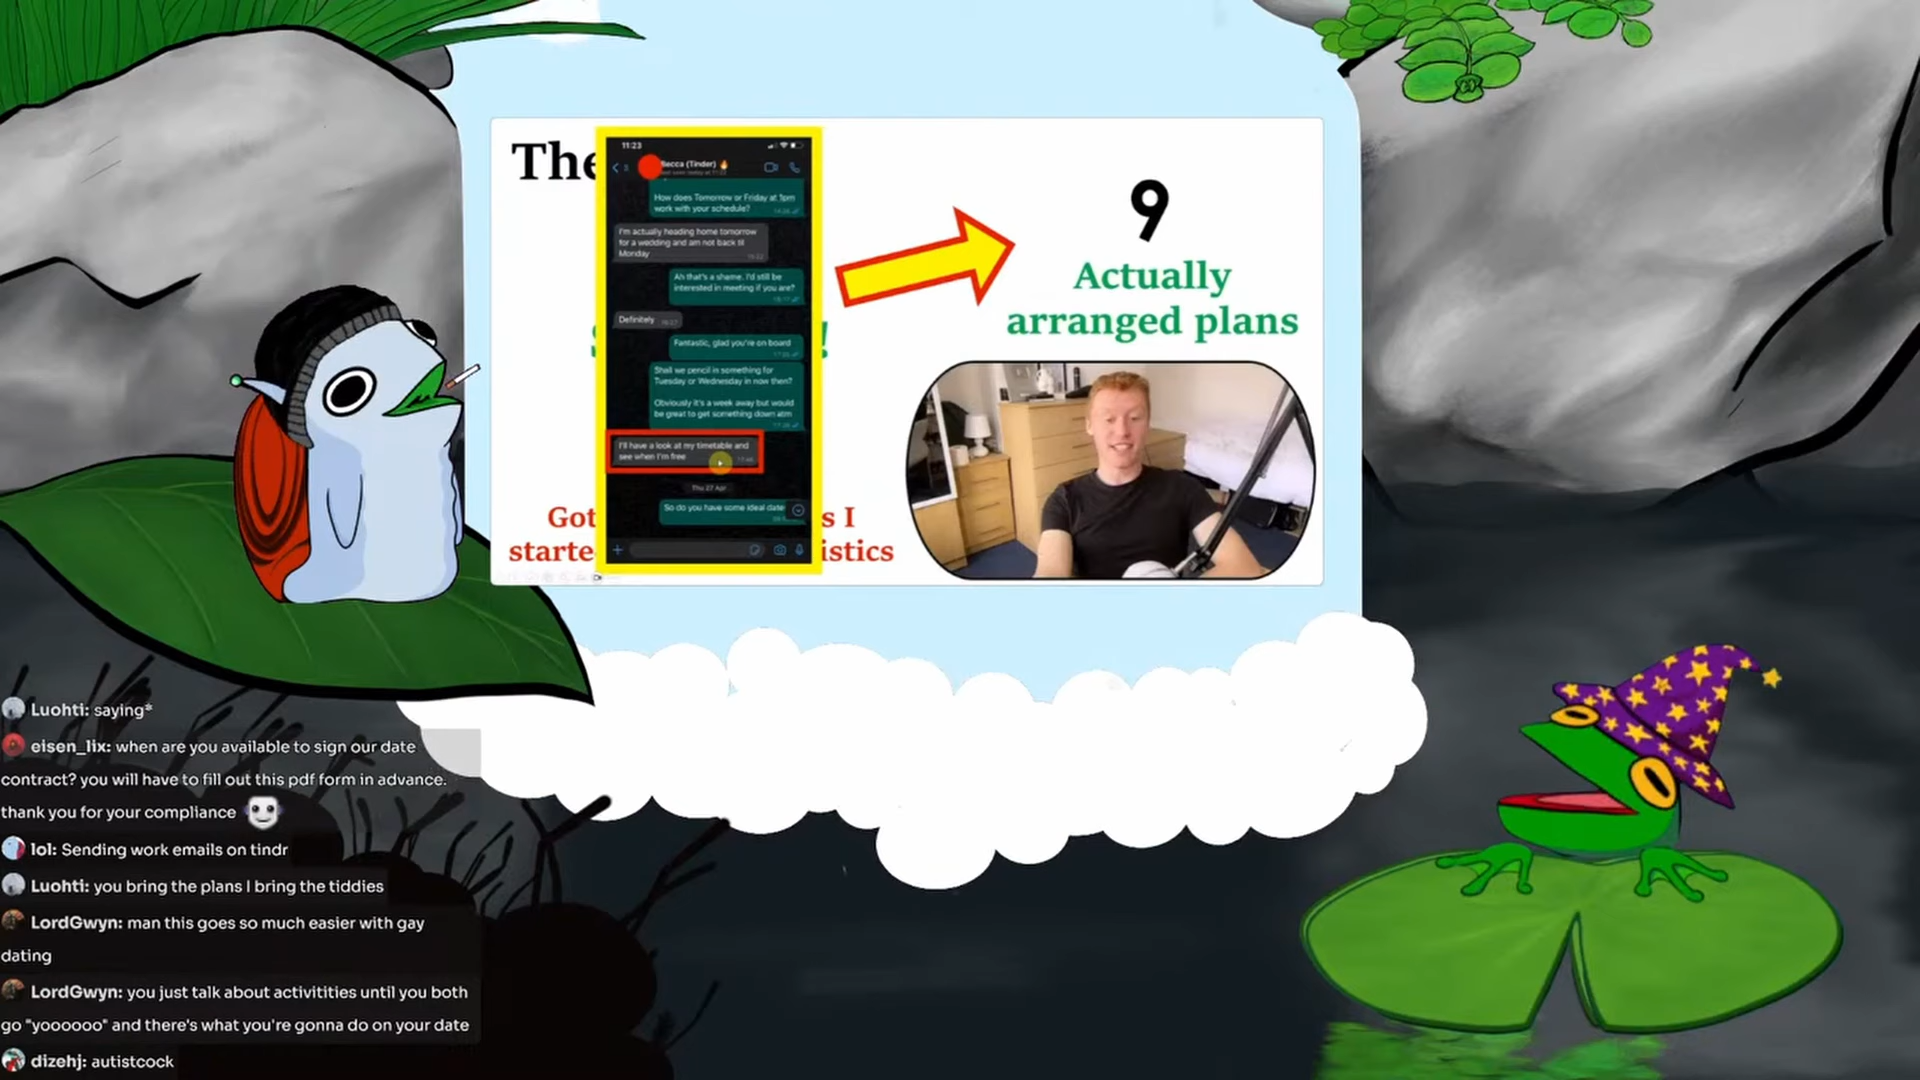 The
11:23
3
Becca (Tinder) 🔥
How does Tomorrow or Friday at 1pm
work with your schedule?
I'm actually heading home tomorrow
for a wedding and am not back til
Monday
Ah that's a shame. I'd still be
interested in meeting if you are?
Definitely
Fantastic, glad you're on board
Shall we pencil in something for
Tuesday or Wednesday in now then?
Obviously it's a week away but would
be great to get something down atm
I'll have a look at my timetable and
see when I'm free
Thu 27 Apr
So do you have some ideal date
!
Got
s I
starte
istics
9
Actually
arranged plans
Luohti: saying*
eisen_lix: when are you available to sign our date
contract? you will have to fill out this pdf form in advance.
thank you for your compliance
lol: Sending work emails on tindr
Luohti: you bring the plans I bring the tiddies
LordGwyn: man this goes so much easier with gay
dating
LordGwyn: you just talk about activitities until you both
go "yoooooo" and there's what you're gonna do on your date
dizehj: autistcock